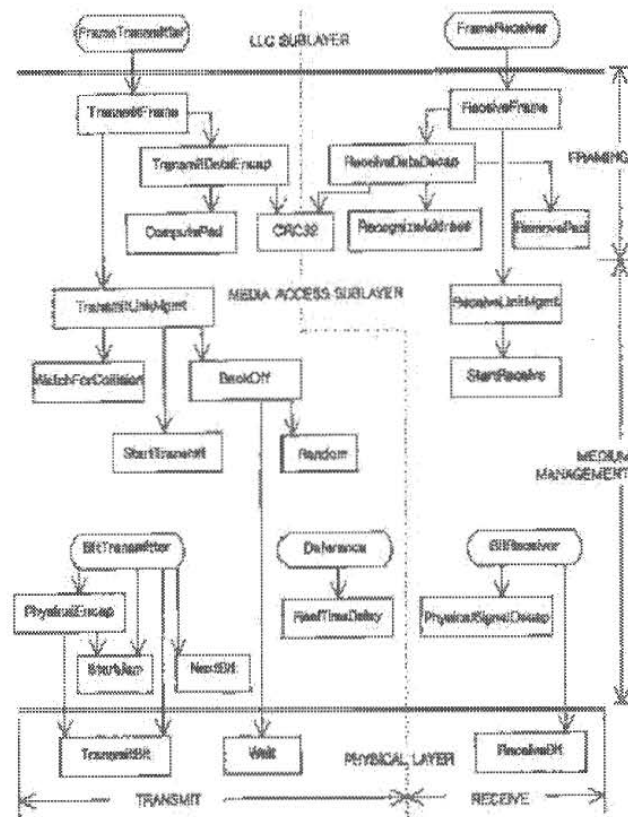 FrameTransmitter
LLC SUBLAYER
FrameReceiver
TransmitFrame
ReceiveFrame
TransmitDataEncap
ReceiveDataDecap
FRAMING
ComputePad
CRC32
RecognizeAddress
RemovePad
TransmitLinkMgmt
MEDIA ACCESS SUBLAYER
ReceiveLinkMgmt
WatchForCollision
BackOff
StartReceive
StartTransmit
Random
MEDIUM
MANAGEMENT
BitTransmitter
Deference
BitReceiver
PhysicalEncap
RealTimeDelay
PhysicalSignalDecap
StartJam
NextBit
TransmitBit
Wait
PHYSICAL LAYER
ReceiveBit
TRANSMIT
RECEIVE